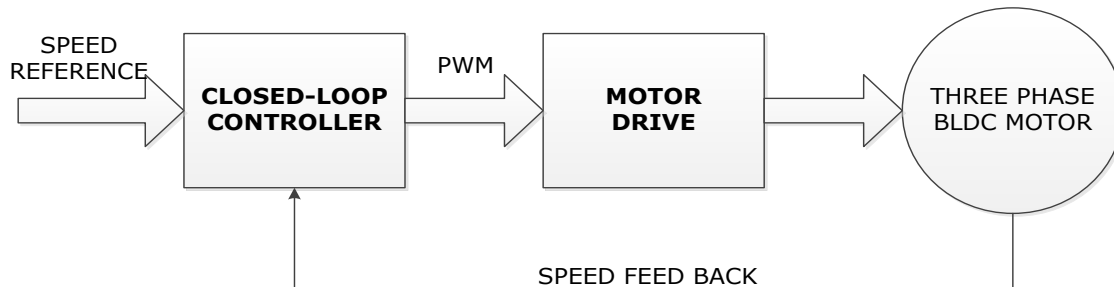 SPEED
REFERENCE
CLOSED-LOOP
CONTROLLER
PWM
MOTOR
DRIVE
THREE PHASE
BLDC MOTOR
SPEED FEED BACK